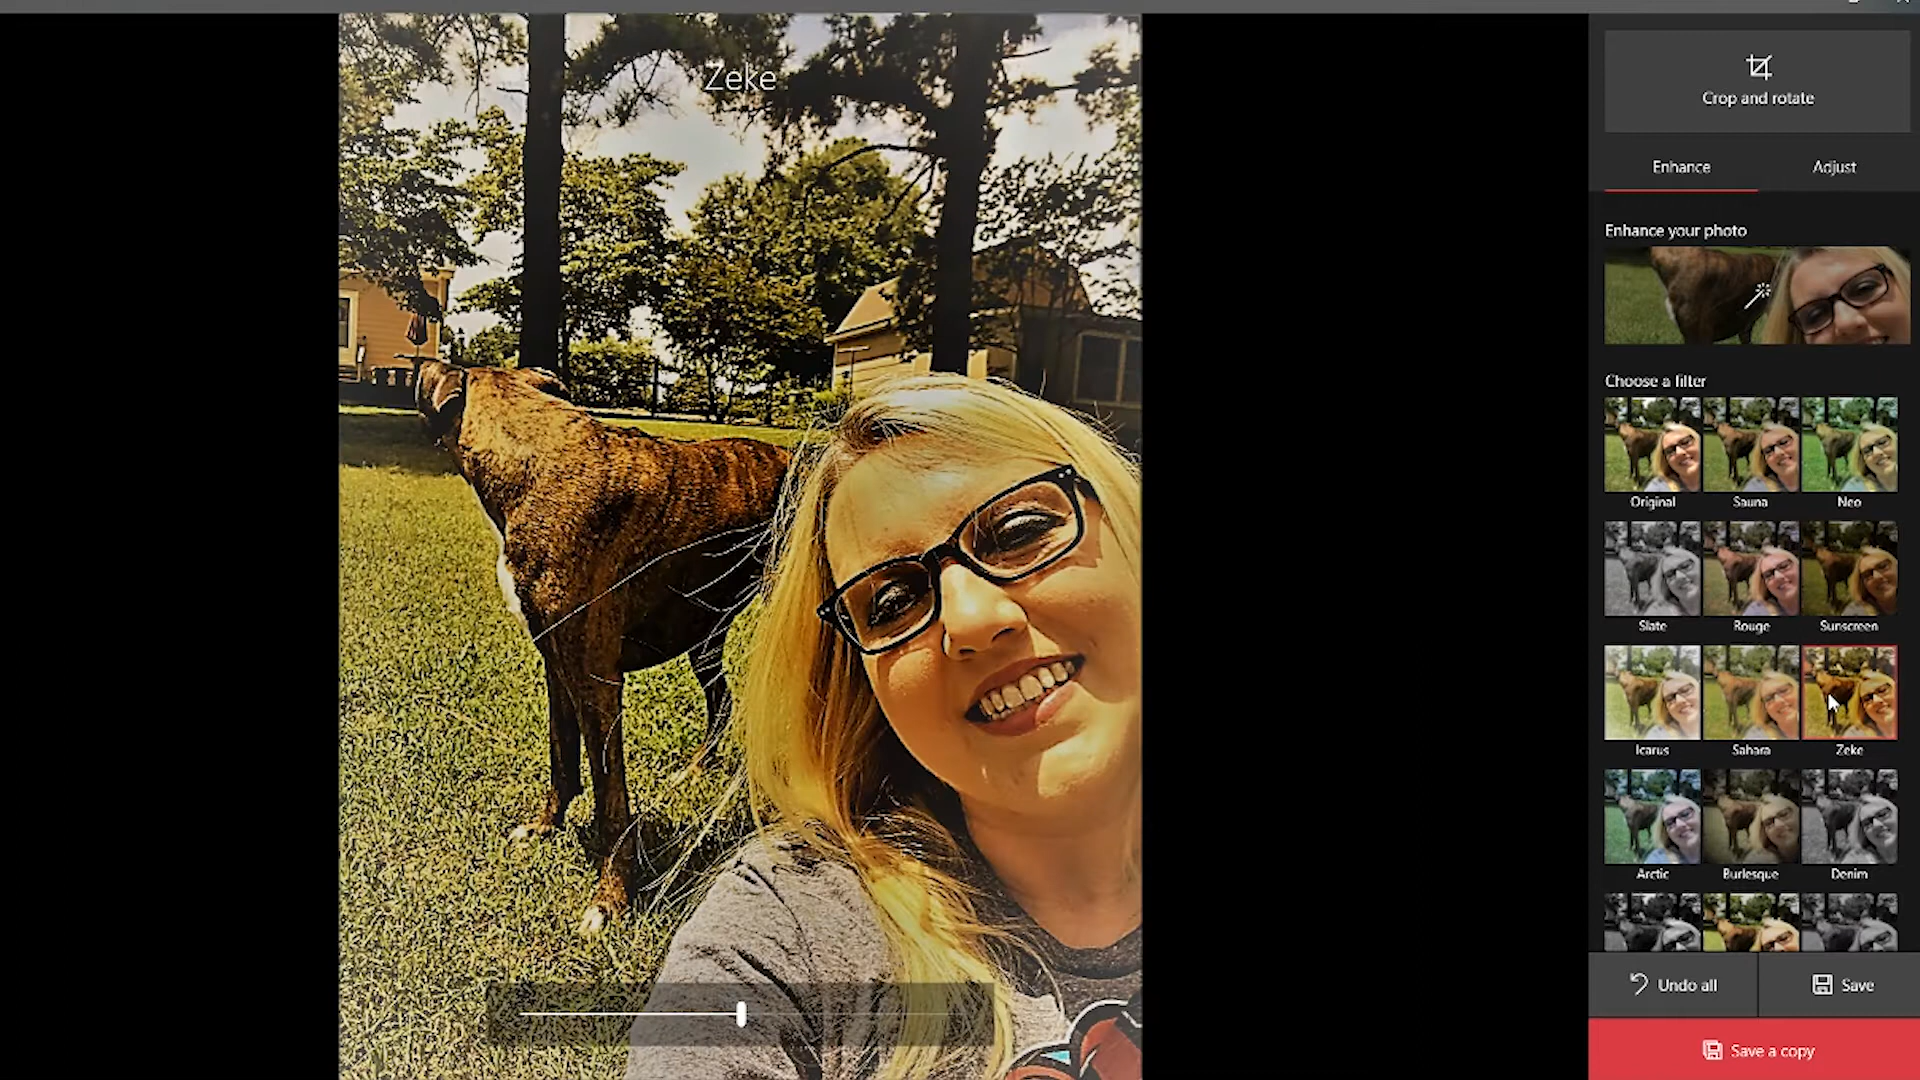 Zeke
Crop and rotate
Enhance Adjust
Enhance your photo
Choose a filter
Original Sauna Neo
Slate Rouge Sunscreen
Icarus Sahara Zeke
Arctic Burlesque Denim
Undo all Save
Save a copy